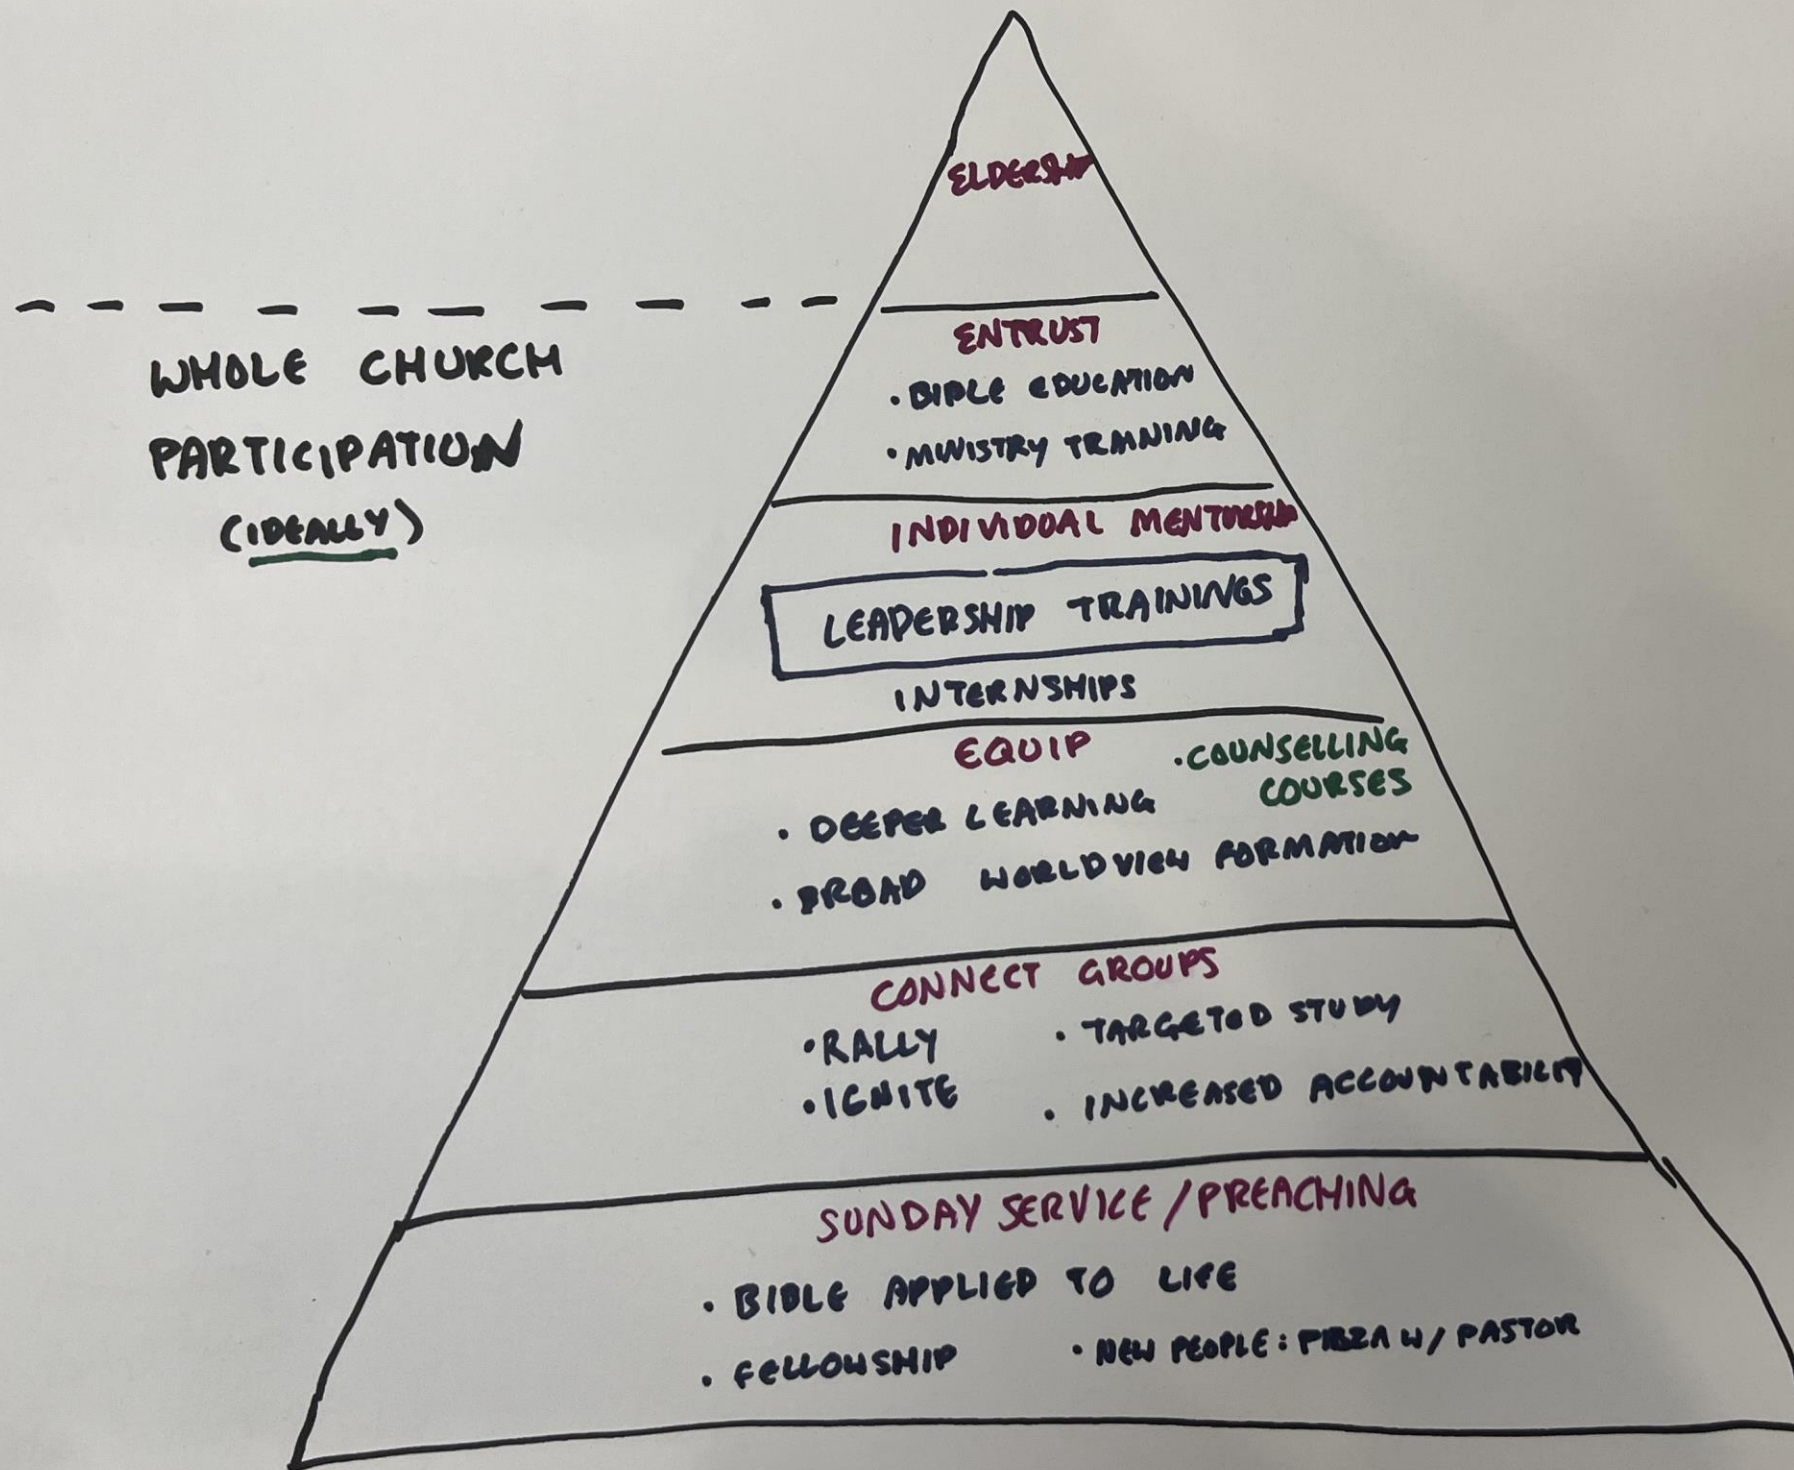 ELDERSHIP
WHOLE CHURCH
PARTICIPATION
(IDEALLY)
ENTRUST
• BIBLE EDUCATION
• MINISTRY TRAINING
INDIVIDUAL MENTORSHIP
LEADERSHIP TRAININGS
INTERNSHIPS
EQUIP
• COUNSELLING
COURSES
• DEEPER LEARNING
• BROAD WORLDVIEW FORMATION
CONNECT GROUPS
• RALLY
• IGNITE
• TARGETED STUDY
• INCREASED ACCOUNTABILITY
SUNDAY SERVICE / PREACHING
• BIBLE APPLIED TO LIFE
• FELLOWSHIP
• NEW PEOPLE: PIZZA W/ PASTOR